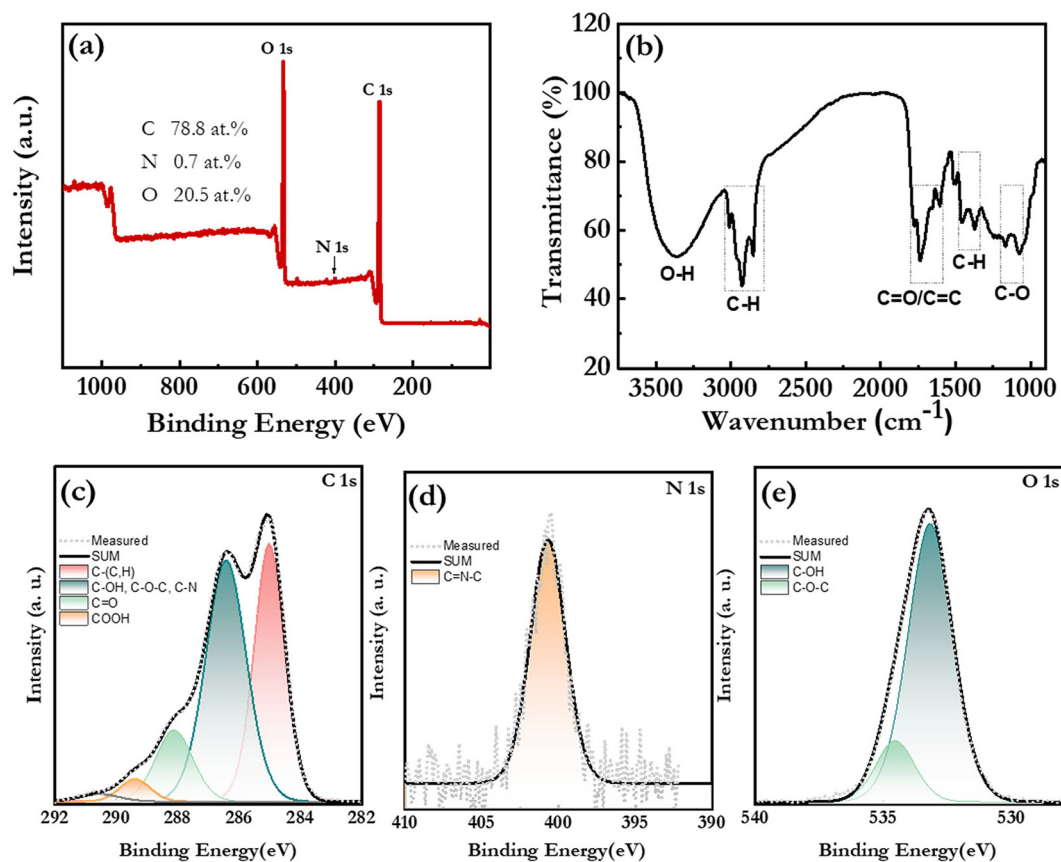 (a)
O 1s
C 1s
C 78.8 at.%
N 0.7 at.%
O 20.5 at.%
N 1s
Intensity (a.u.)
1000 800 600 400 200
Binding Energy (eV)
(b)
120
100
80
60
40
20
Transmittance (%)
O-H
C-H
C=O/C=C
C-H
C-O
3500 3000 2500 2000 1500 1000
Wavenumber (cm⁻¹)
(c)
C 1s
Measured
SUM
C-(C,H)
C-OH, C-O-C, C-N
C=O
COOH
Intensity (a. u.)
292 290 288 286 284 282
Binding Energy(eV)
(d)
N 1s
Measured
SUM
C=N-C
Intensity (a. u.)
410 405 400 395 390
Binding Energy(eV)
(e)
O 1s
Measured
SUM
C-OH
C-O-C
Intensity (a. u.)
540 535 530
Binding Energy(eV)